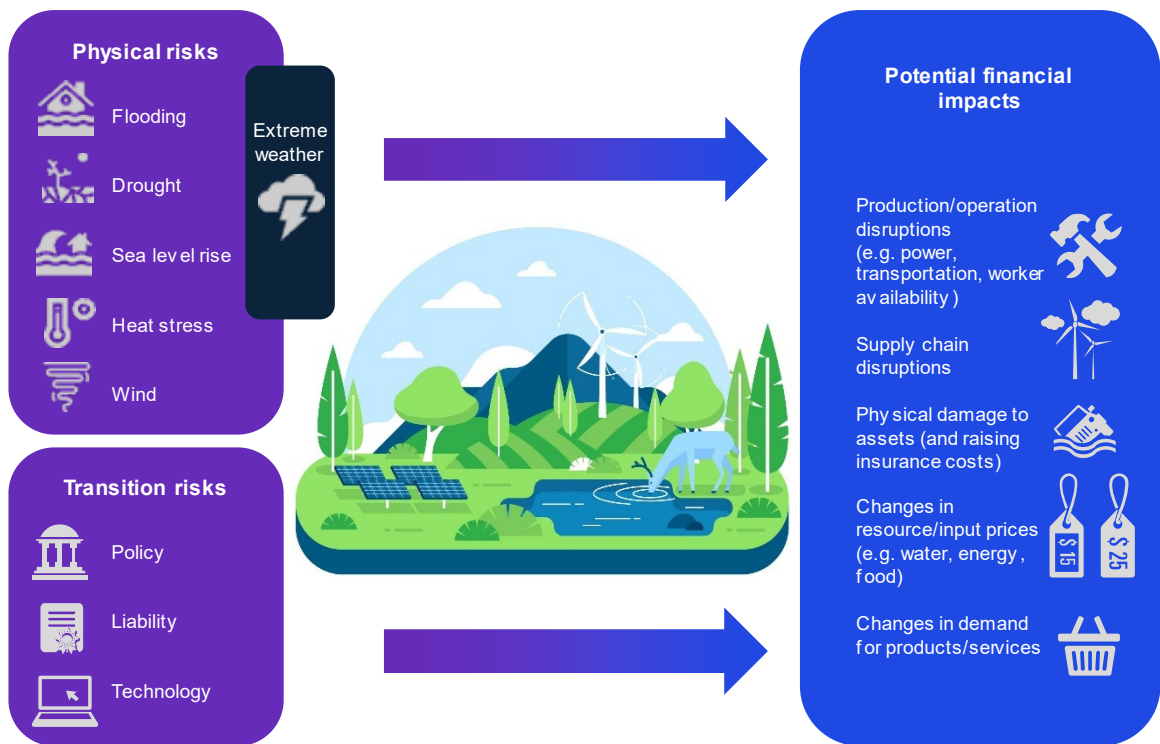 Physical risks
Flooding
Drought
Sea level rise
Heat stress
Wind
Extreme
weather
Transition risks
Policy
Liability
Technology
Potential financial
impacts
Production/operation
disruptions
(e.g. power,
transportation, worker
availability)
Supply chain
disruptions
Physical damage to
assets (and raising
insurance costs)
Changes in
resource/input prices
(e.g. water, energy,
food)
$15
$25
Changes in demand
for products/services